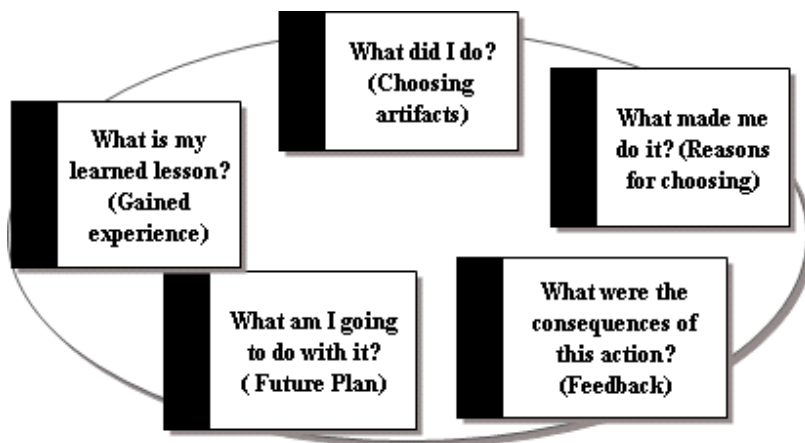 What did I do?
(Choosing
artifacts)
What made me
do it? (Reasons
for choosing)
What were the
consequences of
this action?
(Feedback)
What am I going
to do with it?
( Future Plan)
What is my
learned lesson?
(Gained
experience)